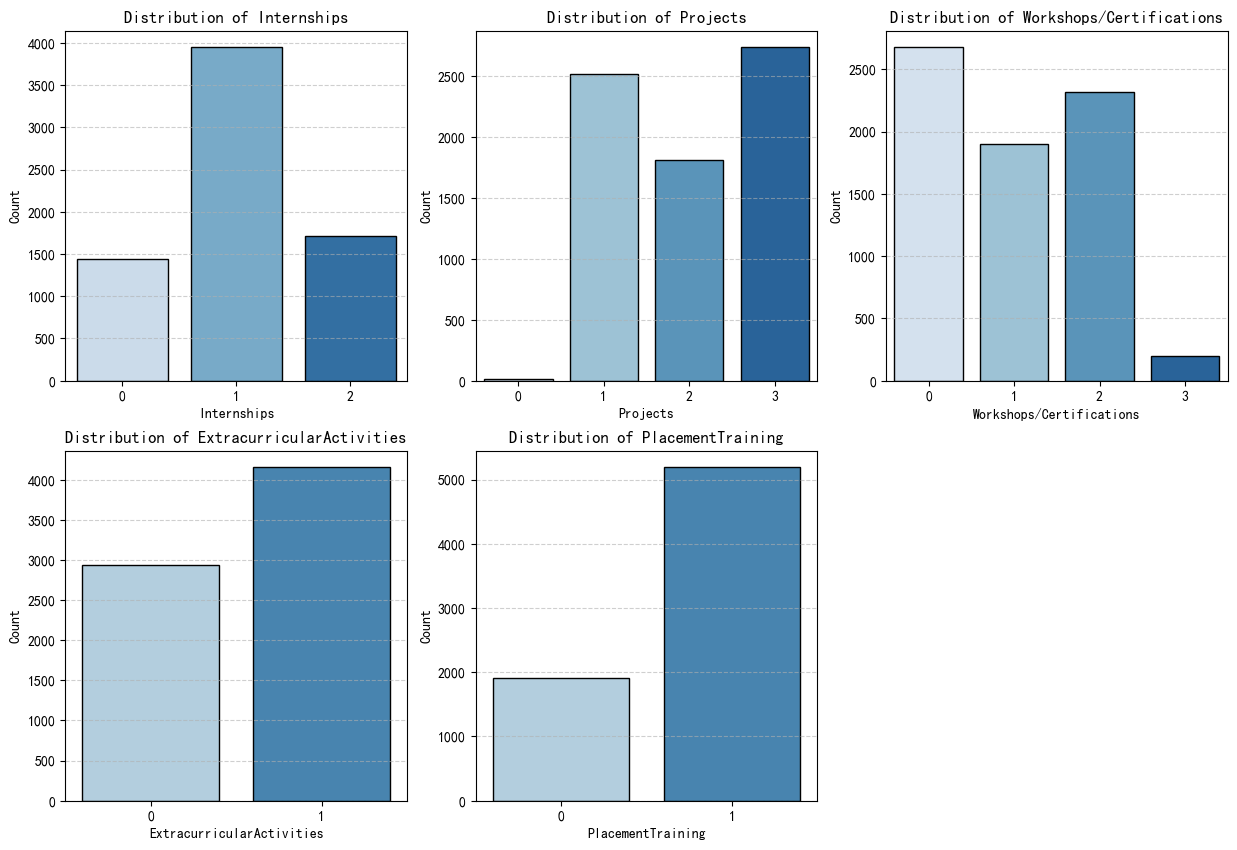 Distribution of Internships
Count
4000
3500
3000
2500
2000
1500
1000
500
0
0 1 2
Internships
Distribution of Projects
Count
2500
2000
1500
1000
500
0
0 1 2 3
Projects
Distribution of Workshops/Certifications
Count
2500
2000
1500
1000
500
0
0 1 2 3
Workshops/Certifications
Distribution of ExtracurricularActivities
Count
4000
3500
3000
2500
2000
1500
1000
500
0
0 1
ExtracurricularActivities
Distribution of PlacementTraining
Count
5000
4000
3000
2000
1000
0
0 1
PlacementTraining